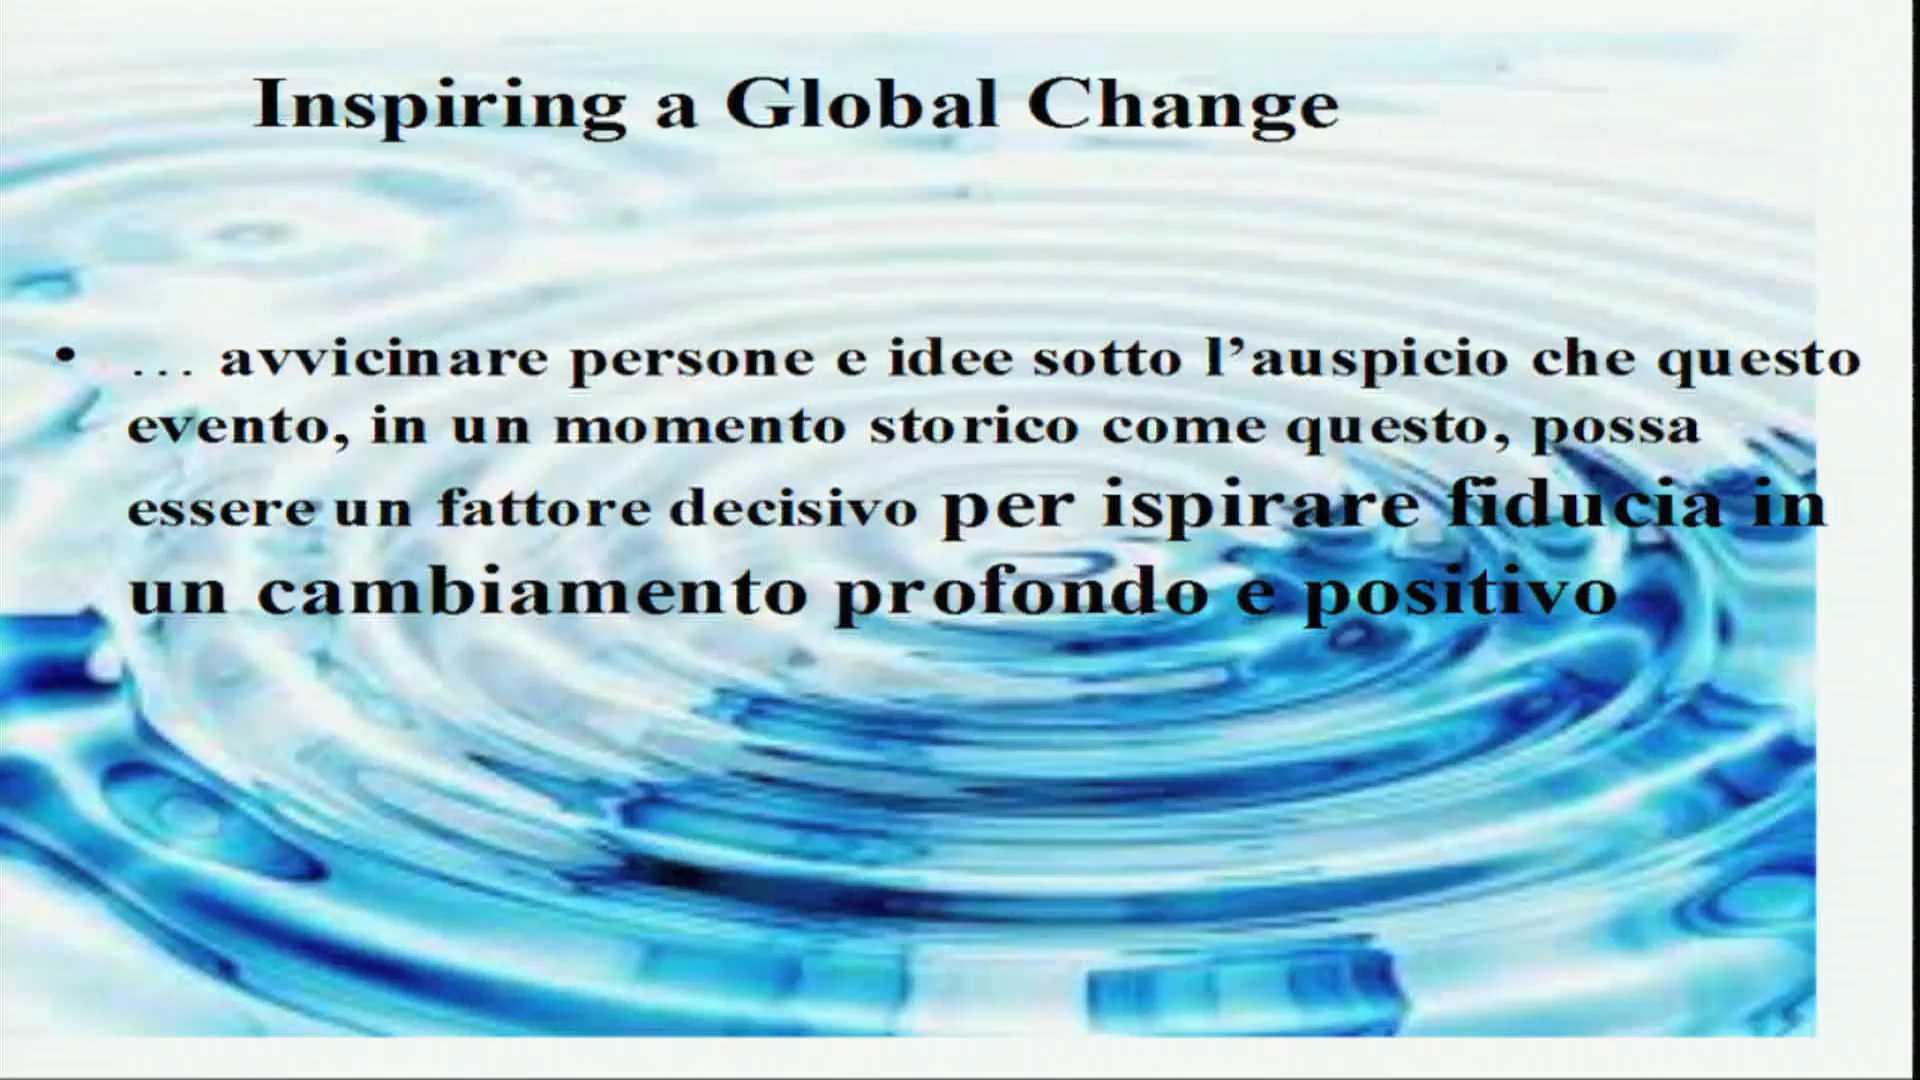 Inspiring a Global Change
• … avvicinare persone e idee sotto l’auspicio che questo
evento, in un momento storico come questo, possa
essere un fattore decisivo per ispirare fiducia in
un cambiamento profondo e positivo